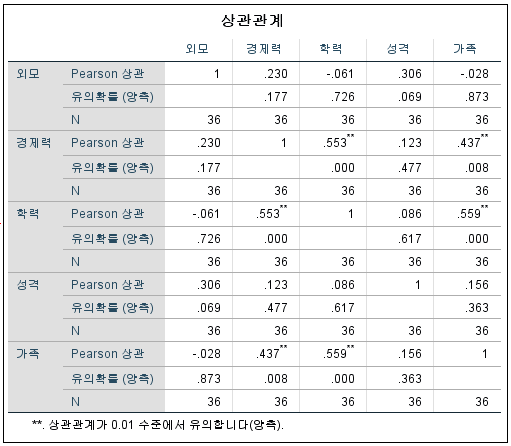 상관관계
외모 경제력 학력 성격 가족
외모 Pearson 상관 1 .230 -.061 .306 -.028
유의확률 (양측) .177 .726 .069 .873
N 36 36 36 36 36
경제력 Pearson 상관 .230 1 .553** .123 .437**
유의확률 (양측) .177 .000 .477 .008
N 36 36 36 36 36
학력 Pearson 상관 -.061 .553** 1 .086 .559**
유의확률 (양측) .726 .000 .617 .000
N 36 36 36 36 36
성격 Pearson 상관 .306 .123 .086 1 .156
유의확률 (양측) .069 .477 .617 .363
N 36 36 36 36 36
가족 Pearson 상관 -.028 .437** .559** .156 1
유의확률 (양측) .873 .008 .000 .363
N 36 36 36 36 36
**. 상관관계가 0.01 수준에서 유의합니다(양측).